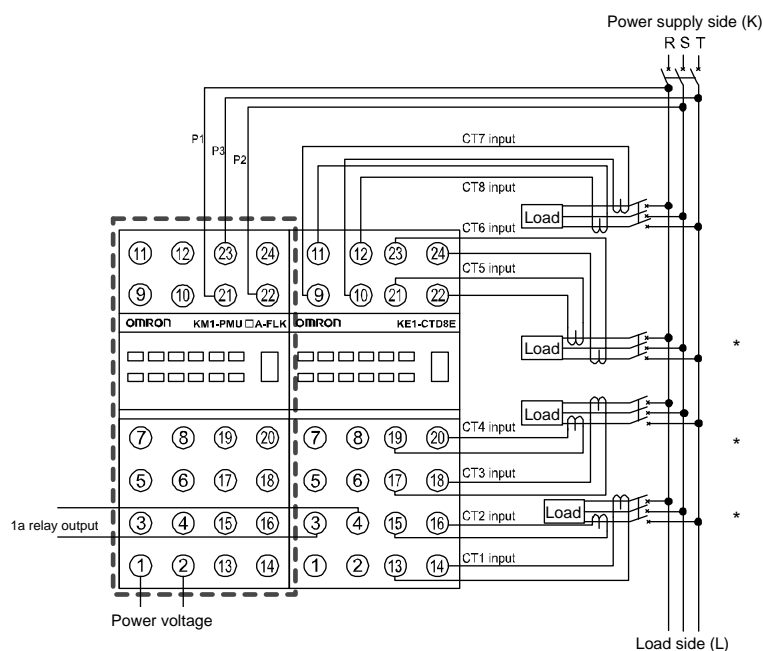 Power supply side (K)
R S T
P1
P3
P2
CT7 input
CT8 input
Load
CT6 input
11 12 23 24 11 12 23 24
CT5 input
9 10 21 22 9 10 21 22
OMRON KM1-PMU□A-FLK OMRON KE1-CTD8E
Load *
Load
7 8 19 20 7 8 19 20
CT4 input
*
5 6 17 18 5 6 17 18
CT3 input
Load *
1a relay output
3 4 15 16 3 4 15 16
CT2 input
1 2 13 14 1 2 13 14
CT1 input
Power voltage
Load side (L)